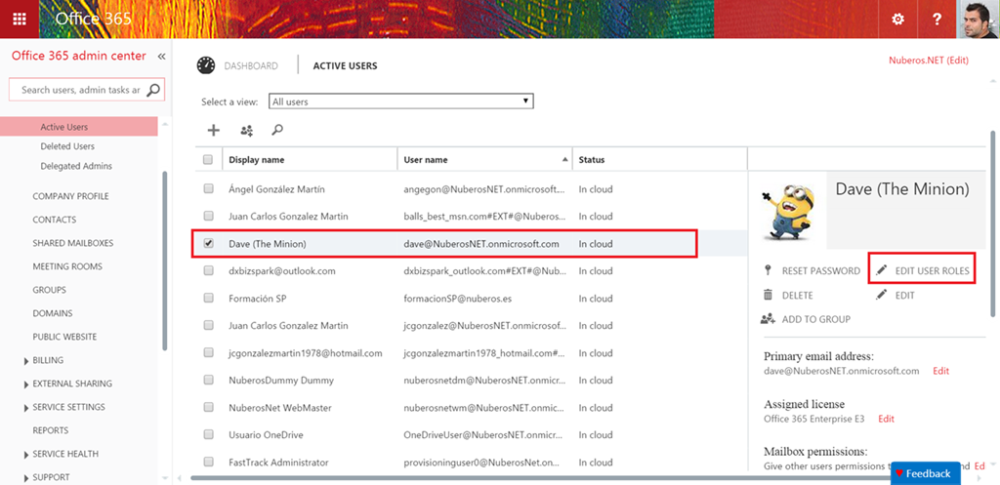 Office 365
?
Office 365 admin center «
Search users, admin tasks ar
Active Users
Deleted Users
Delegated Admins
COMPANY PROFILE
CONTACTS
SHARED MAILBOXES
MEETING ROOMS
GROUPS
DOMAINS
PUBLIC WEBSITE
BILLING
EXTERNAL SHARING
SERVICE SETTINGS
REPORTS
SERVICE HEALTH
SUPPORT
DASHBOARD
ACTIVE USERS
Nuberos.NET (Edit)
Select a view: All users
Display name User name Status
Ángel González Martín angegon@NuberosNET.onmicrosoft... In cloud
Juan Carlos Gonzalez Martin balls_best_msn.com#EXT#@Nuberos... In cloud
Dave (The Minion) dave@NuberosNET.onmicrosoft.com In cloud
dxbizspark@outlook.com dxbizspark_outlook.com#EXT#@Nub... In cloud
Formación SP formacionSP@nuberos.es In cloud
Juan Carlos Gonzalez Martin jcgonzalez@NuberosNET.onmicrosof... In cloud
jcgonzalezmartin1978@hotmail.com jcgonzalezmartin1978_hotmail.com#... In cloud
NuberosDummy Dummy nuberosnetdm@NuberosNET.onmicr... In cloud
NuberosNet WebMaster nuberosnetwm@NuberosNET.onmic... In cloud
Usuario OneDrive OneDriveUser@NuberosNET.onmicros... In cloud
FastTrack Administrator provisioninguser0@NuberosNet.on... In cloud
Dave (The Minion)
RESET PASSWORD EDIT USER ROLES
DELETE EDIT
ADD TO GROUP
Primary email address:
dave@NuberosNET.onmicrosoft.com Edit
Assigned license
Office 365 Enterprise E3 Edit
Mailbox permissions:
Give other users permissions t nd Ed
Feedback